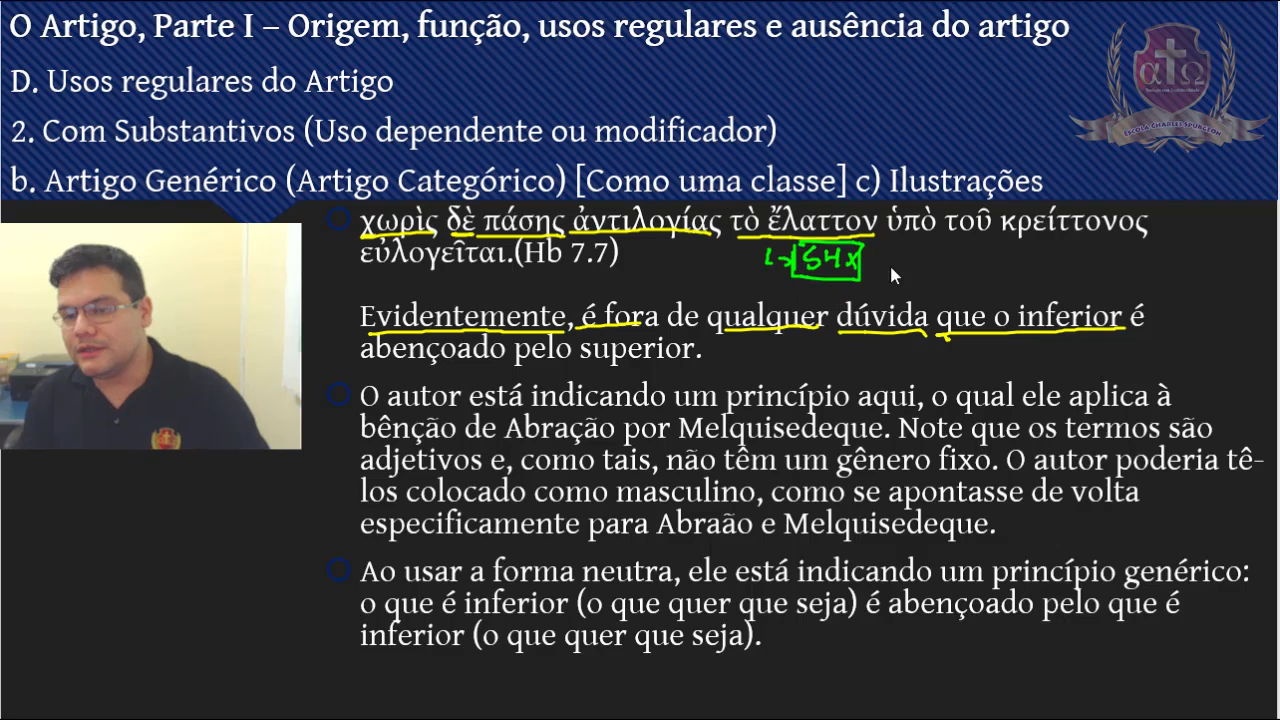 O Artigo, Parte I – Origem, função, usos regulares e ausência do artigo
D. Usos regulares do Artigo
2. Com Substantivos (Uso dependente ou modificador)
b. Artigo Genérico (Artigo Categórico) [Como uma classe] c) Ilustrações
α Ω
ESCOLA CHARLES SPURGEON
χωρὶς δὲ πάσης ἀντιλογίας τὸ ἔλαττον ὑπὸ τοῦ κρείττονος
εὐλογεῖται.(Hb 7.7)
54x
Evidentemente, é fora de qualquer dúvida que o inferior é
abençoado pelo superior.
O autor está indicando um princípio aqui, o qual ele aplica à
bênção de Abração por Melquisedeque. Note que os termos são
adjetivos e, como tais, não têm um gênero fixo. O autor poderia tê-
los colocado como masculino, como se apontasse de volta
especificamente para Abraão e Melquisedeque.
Ao usar a forma neutra, ele está indicando um princípio genérico:
o que é inferior (o que quer que seja) é abençoado pelo que é
inferior (o que quer que seja).